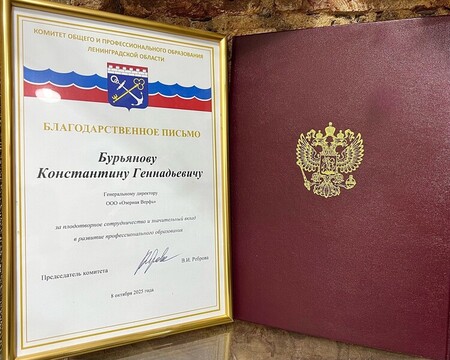 КОМИТЕТ ОБЩЕГО И ПРОФЕССИОНАЛЬНОГО ОБРАЗОВАНИЯ
ЛЕНИНГРАДСКОЙ ОБЛАСТИ
БЛАГОДАРСТВЕННОЕ ПИСЬМО
Бурьянову
Константину Геннадьевичу
Генеральному директору
ООО «Озерная Верфь»
за плодотворное сотрудничество и значительный вклад
в развитие профессионального образования
Председатель комитета В.И. Реброва
8 октября 2025 года